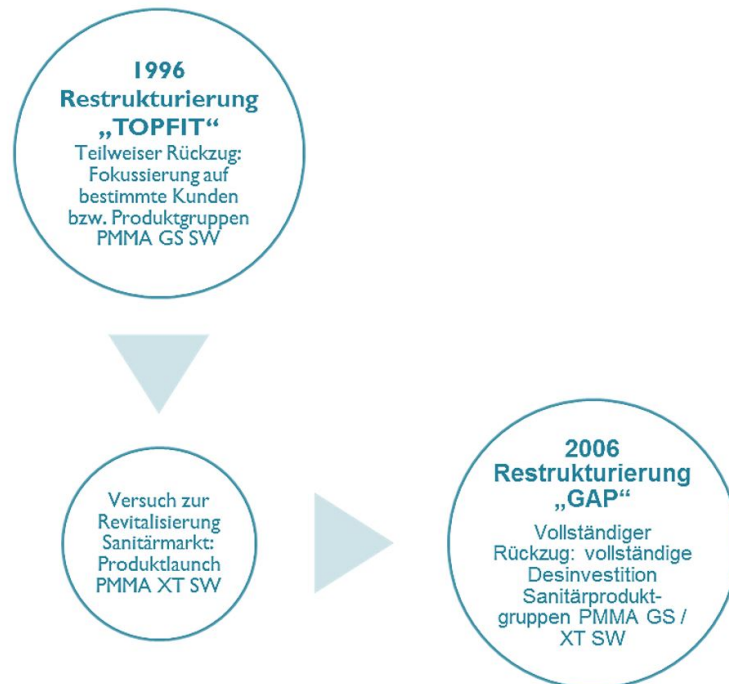 1996
Restrukturierung
„TOPFIT“
Teilweiser Rückzug:
Fokussierung auf
bestimmte Kunden
bzw. Produktgruppen
PMMA GS SW
Versuch zur
Revitalisierung
Sanitärmarkt:
Produktlaunch
PMMA XT SW
2006
Restrukturierung
„GAP“
Vollständiger
Rückzug: vollständige
Desinvestition
Sanitärprodukt-
gruppen PMMA GS /
XT SW